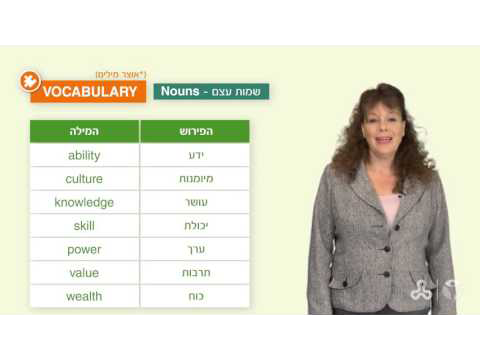 (*אוצר מילים)
VOCABULARY
Nouns - שמות עצם
המילה הפירוש
ability ידע
culture מיומנות
knowledge עושר
skill יכולת
power ערך
value תרבות
wealth כוח